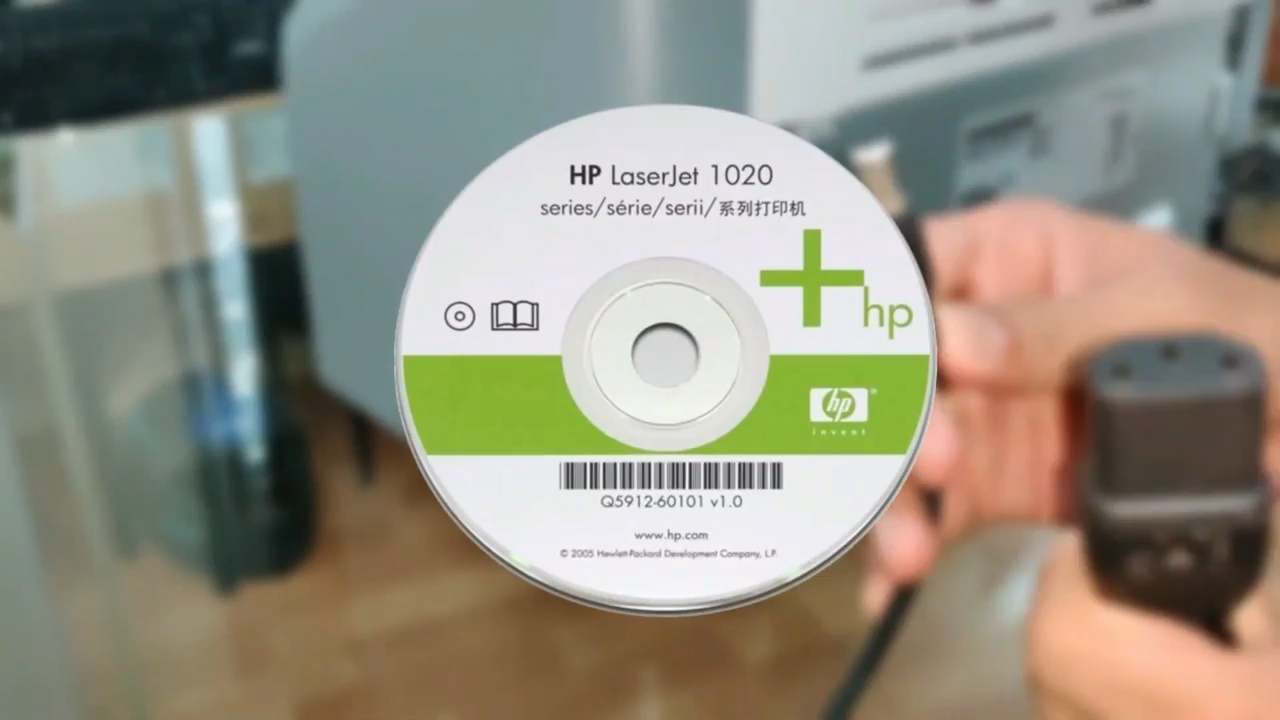 HP LaserJet 1020
series/série/serii/系列打印机
hp
hp
invent
Q5912-60101 v1.0
www.hp.com
© 2005 Hewlett-Packard Development Company, L.P.